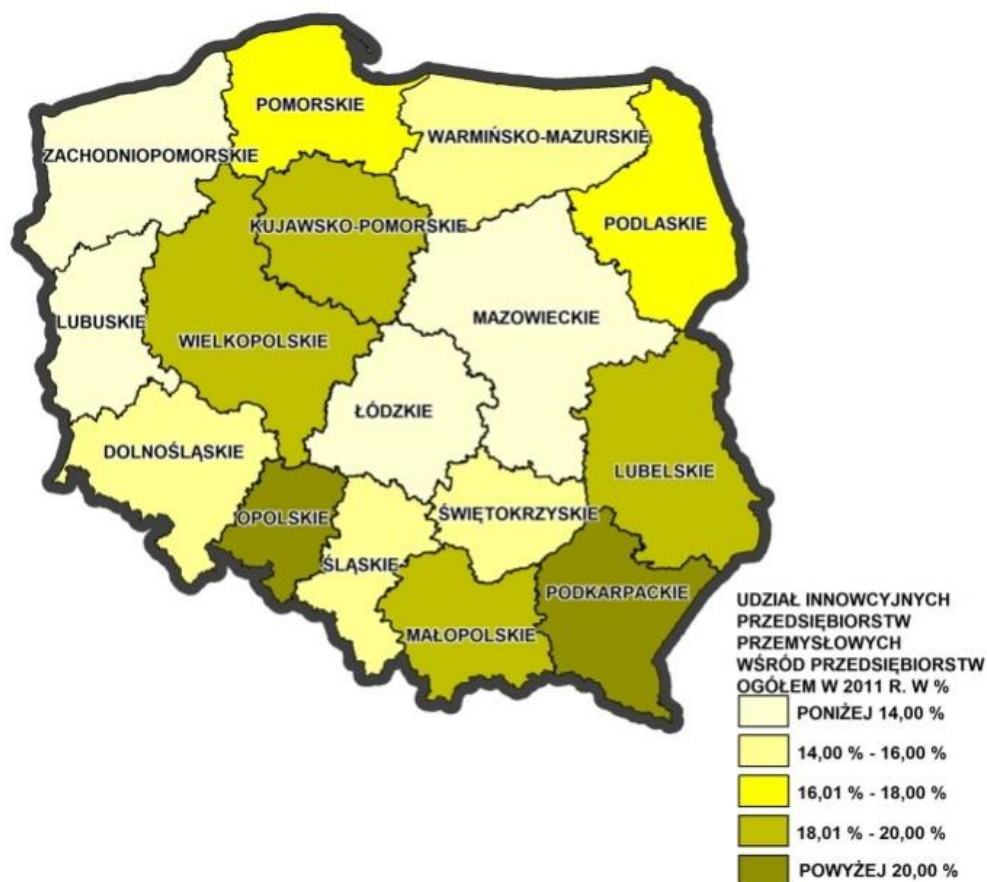 POMORSKIE
WARMIŃSKO-MAZURSKIE
ZACHODNIOPOMORSKIE
KUJAWSKO-POMORSKIE
PODLASKIE
LUBUSKIE
MAZOWIECKIE
WIELKOPOLSKIE
ŁÓDZKIE
DOLNOŚLĄSKIE
LUBELSKIE
OPOLSKIE
ŚWIĘTOKRZYSKIE
ŚLĄSKIE
PODKARPACKIE
MAŁOPOLSKIE
UDZIAŁ INNOWCYJNYCH
PRZEDSIĘBIORSTW
PRZEMYSŁOWYCH
WŚRÓD PRZEDSIĘBIORSTW
OGÓŁEM W 2011 R. W %
PONIŻEJ 14,00 %
14,00 % - 16,00 %
16,01 % - 18,00 %
18,01 % - 20,00 %
POWYŻEJ 20,00 %